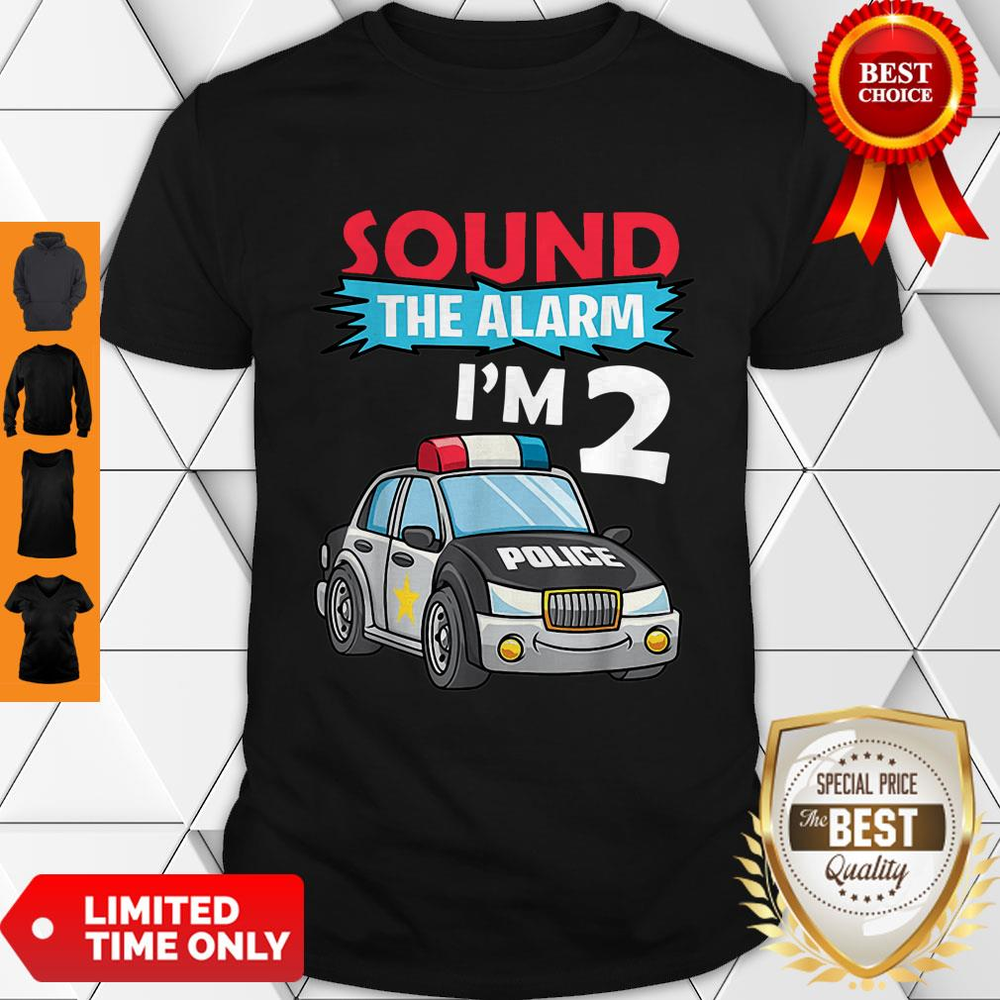 BEST
CHOICE
SOUND
THE ALARM
I'M 2
POLICE
SPECIAL PRICE
The BEST
Quality
LIMITED
TIME ONLY